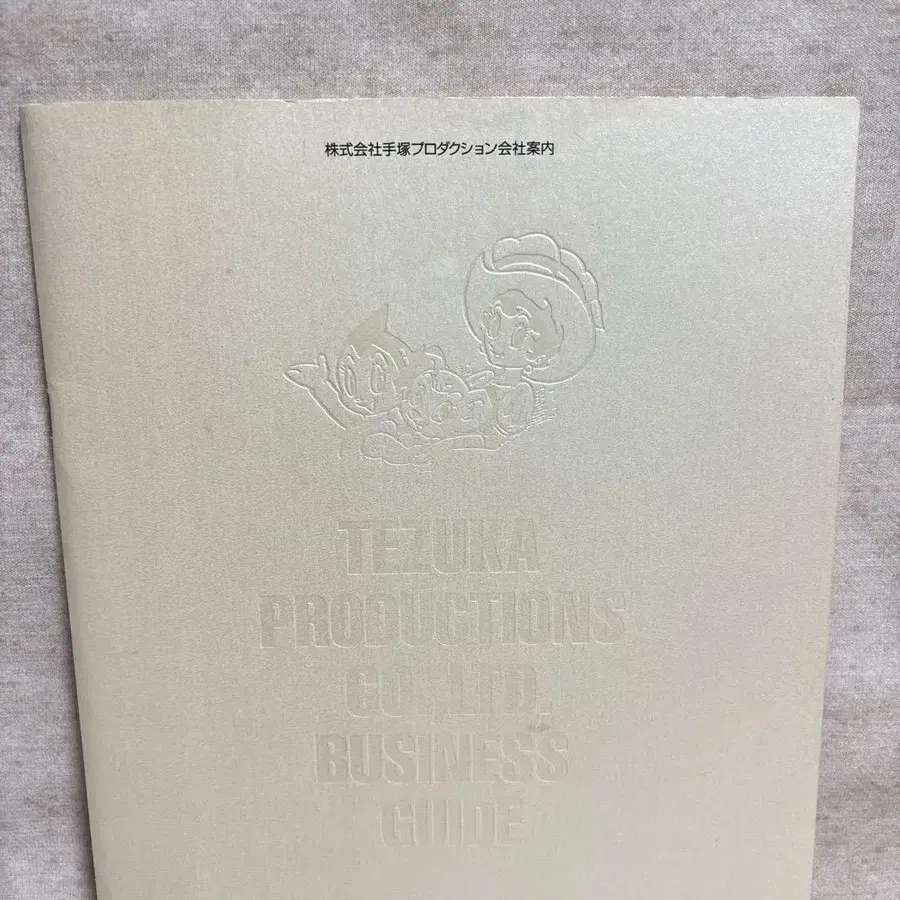 株式会社手塚プロダクション会社案内
TEZUKA
PRODUCTIONS
CO., LTD.
BUSINESS
GUIDE